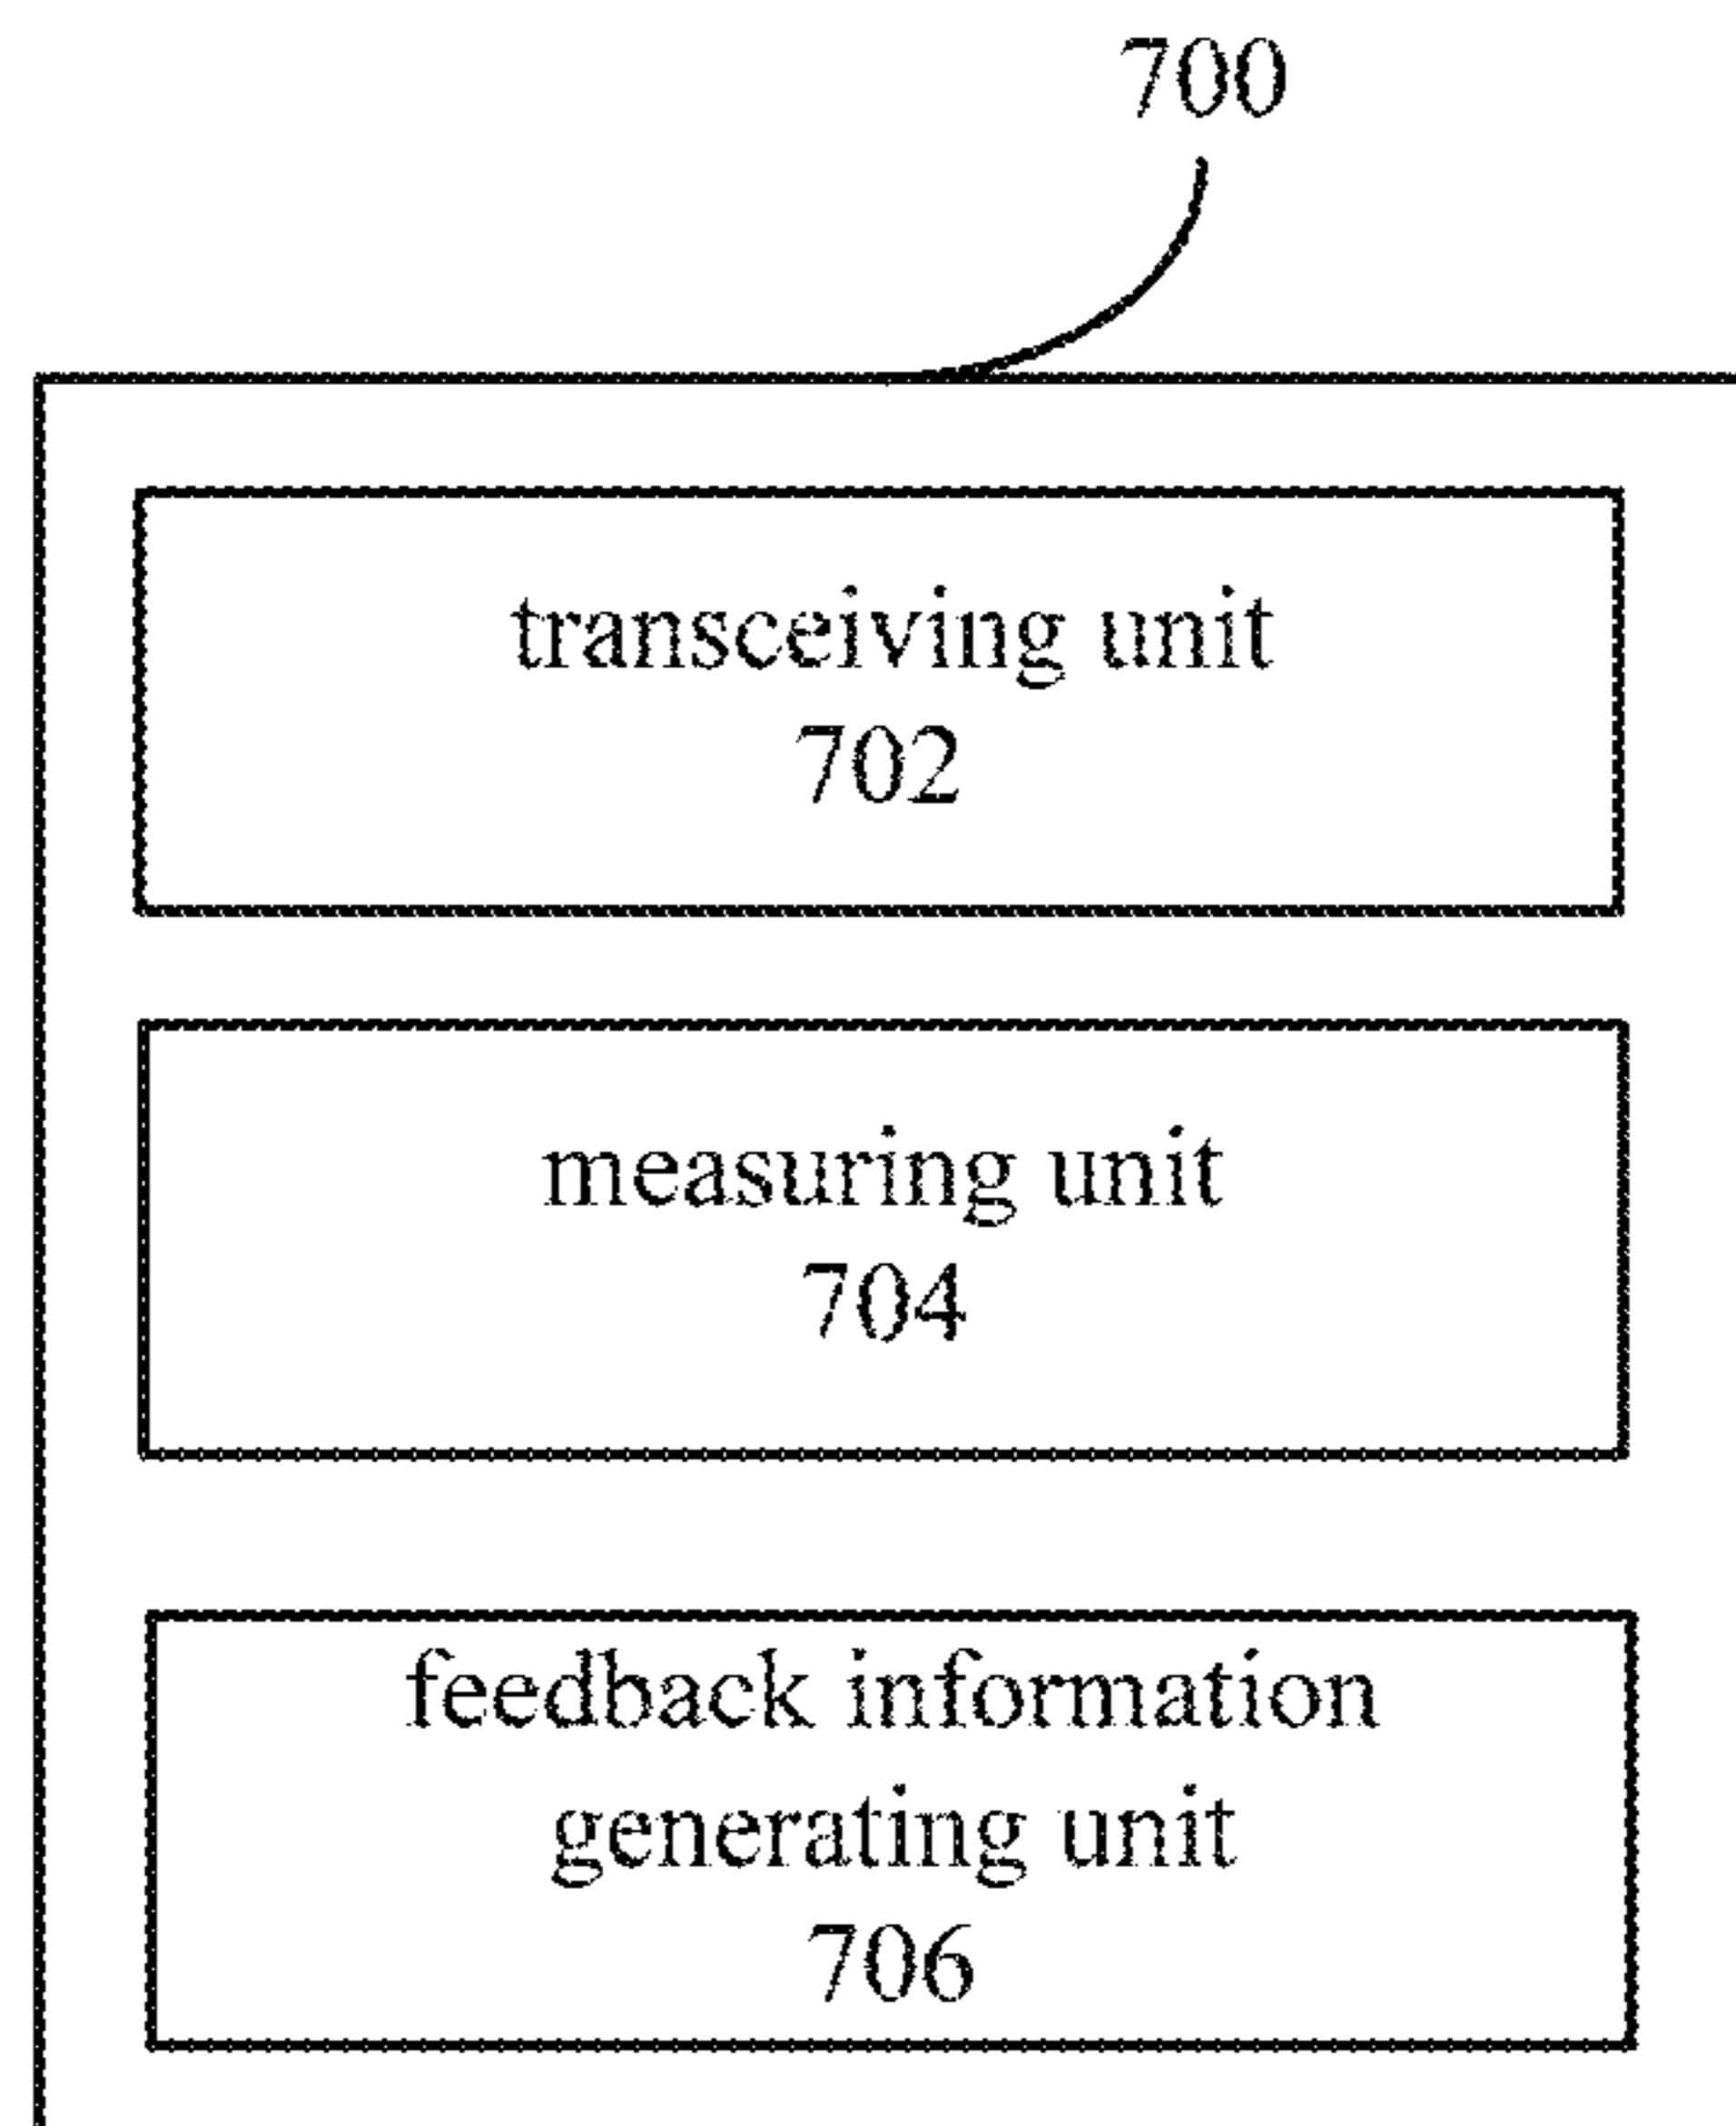 700
transceiving unit
702
measuring unit
704
feedback information
generating unit
706